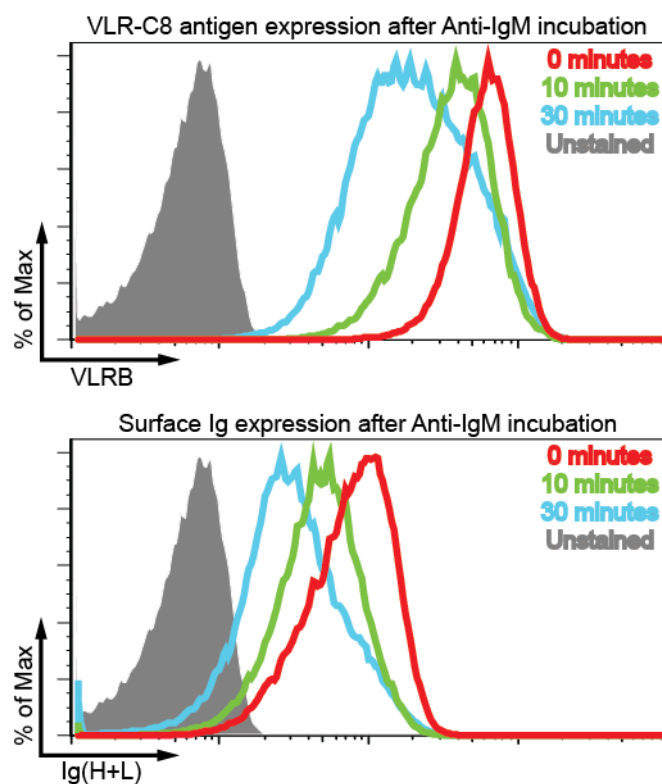 VLR-C8 antigen expression after Anti-IgM incubation
0 minutes
10 minutes
30 minutes
Unstained
% of Max
VLRB
Surface Ig expression after Anti-IgM incubation
0 minutes
10 minutes
30 minutes
Unstained
% of Max
Ig(H+L)